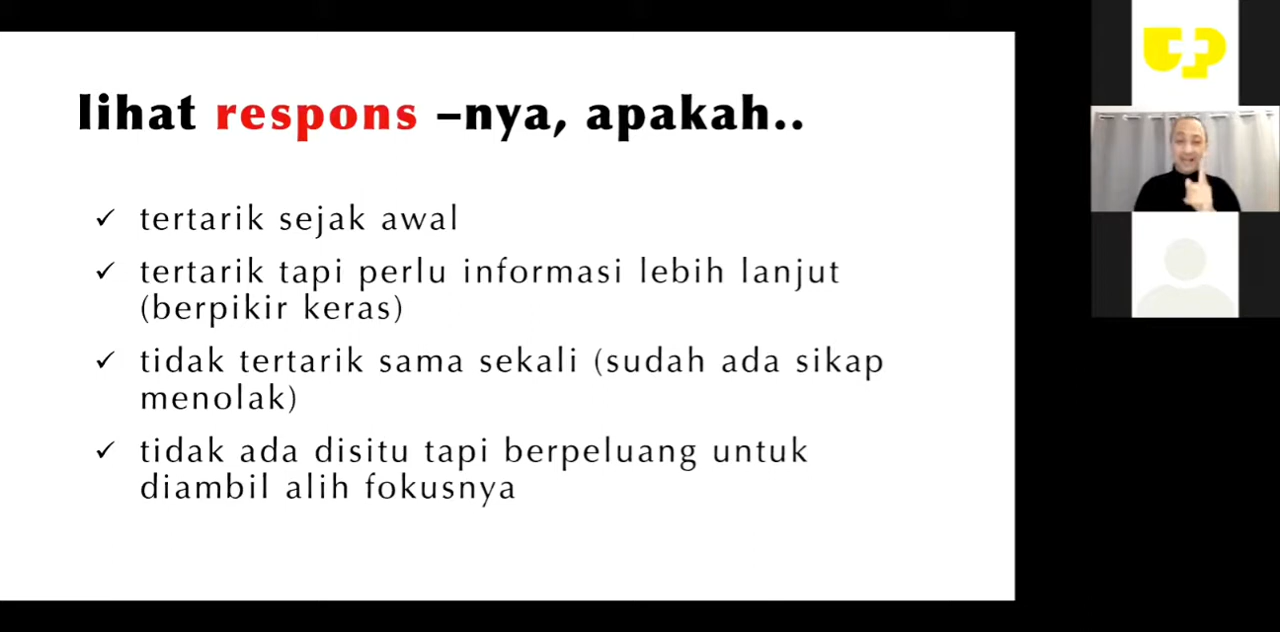 lihat respons –nya, apakah..
✓ tertarik sejak awal
✓ tertarik tapi perlu informasi lebih lanjut
(berpikir keras)
✓ tidak tertarik sama sekali (sudah ada sikap
menolak)
✓ tidak ada disitu tapi berpeluang untuk
diambil alih fokusnya